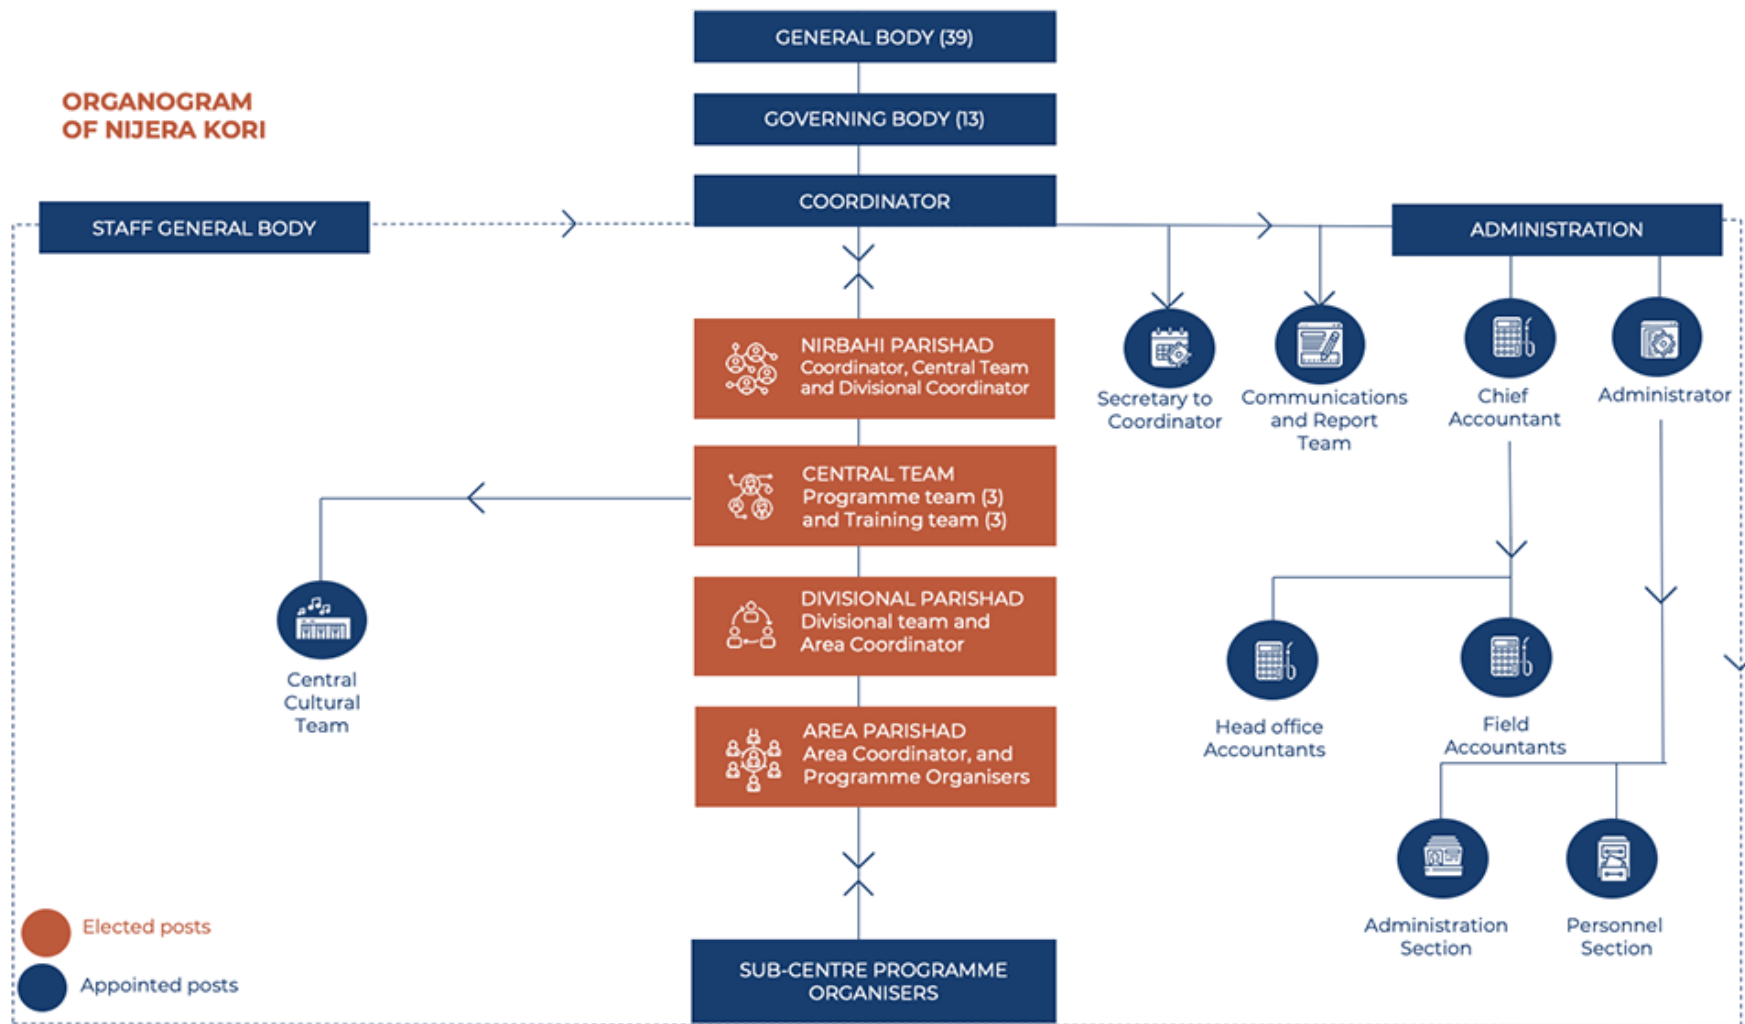 GENERAL BODY (39)
ORGANOGRAM
OF NIJERA KORI
GOVERNING BODY (13)
COORDINATOR
STAFF GENERAL BODY
ADMINISTRATION
NIRBAHI PARISHAD
Coordinator, Central Team
and Divisional Coordinator
Secretary to
Coordinator
Communications
and Report
Team
Chief
Accountant
Administrator
CENTRAL TEAM
Programme team (3)
and Training team (3)
DIVISIONAL PARISHAD
Divisional team and
Area Coordinator
Central
Cultural
Team
Head office
Accountants
Field
Accountants
AREA PARISHAD
Area Coordinator, and
Programme Organisers
Administration
Section
Personnel
Section
Elected posts
Appointed posts
SUB-CENTRE PROGRAMME
ORGANISERS